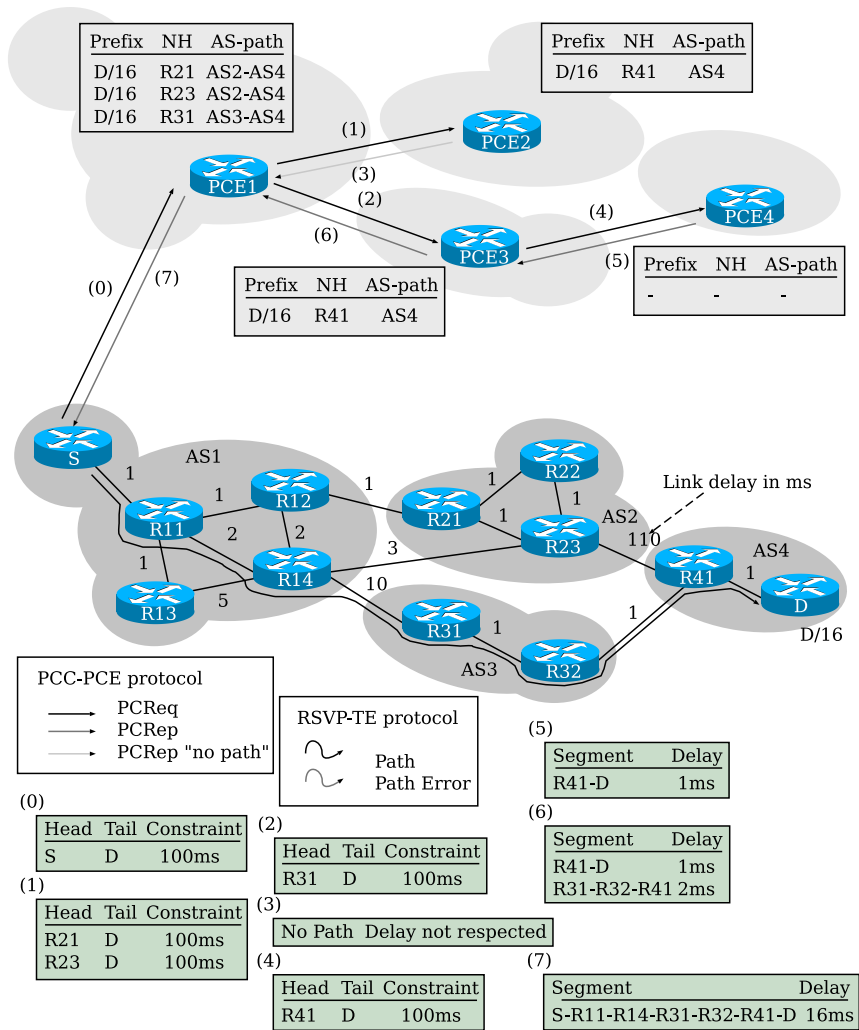 Prefix NH AS-path
D/16 R21 AS2-AS4
D/16 R23 AS2-AS4
D/16 R31 AS3-AS4
Prefix NH AS-path
D/16 R41 AS4
(1)
PCE2
(3)
PCE1
(2)
(4)
PCE4
(6)
PCE3
(5)
(0)
(7)
Prefix NH AS-path
D/16 R41 AS4
Prefix NH AS-path
- - -
S
AS1
1
R11
1
R12
2
2
1
R13
5
R14
1
R21
1
R22
1
1
R23
AS2
Link delay in ms
3
110
R41
AS4
1
D
D/16
10
R31
1
AS3
R32
1
PCC-PCE protocol
PCReq
PCRep
PCRep "no path"
RSVP-TE protocol
Path
Path Error
(0)
Head Tail Constraint
S D 100ms
(1)
Head Tail Constraint
R21 D 100ms
R23 D 100ms
(2)
Head Tail Constraint
R31 D 100ms
(3)
No Path Delay not respected
(4)
Head Tail Constraint
R41 D 100ms
(5)
Segment Delay
R41-D 1ms
(6)
Segment Delay
R41-D 1ms
R31-R32-R41 2ms
(7)
Segment Delay
S-R11-R14-R31-R32-R41-D 16ms